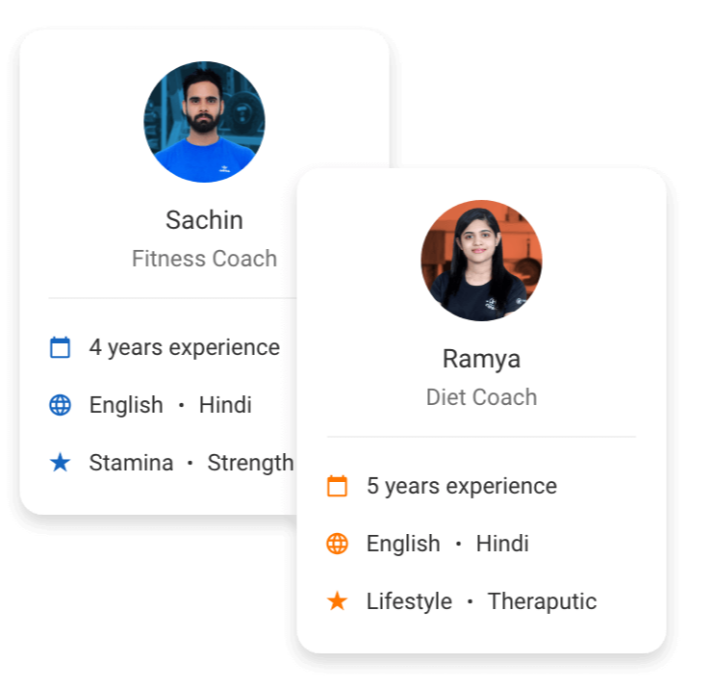 Sachin
Fitness Coach
4 years experience
English • Hindi
Stamina • Strength
Ramya
Diet Coach
5 years experience
English • Hindi
Lifestyle • Theraputic